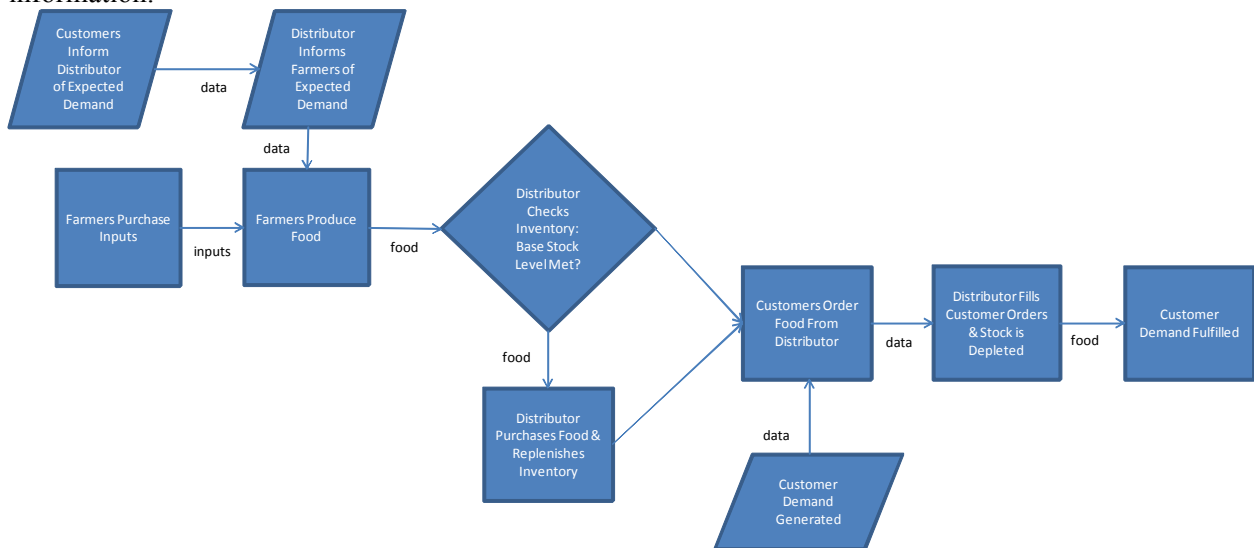 information.
Customers
Inform
Distributor
of Expected
Demand
data
Distributor
Informs
Farmers of
Expected
Demand
data
Farmers Purchase
Inputs
inputs
Farmers Produce
Food
food
Distributor
Checks
Inventory:
Base Stock
Level Met?
food
Distributor
Purchases Food &
Replenishes
Inventory
Customers Order
Food From
Distributor
data
Customer
Demand
Generated
data
Distributor Fills
Customer Orders
& Stock is
Depleted
food
Customer
Demand Fulfilled